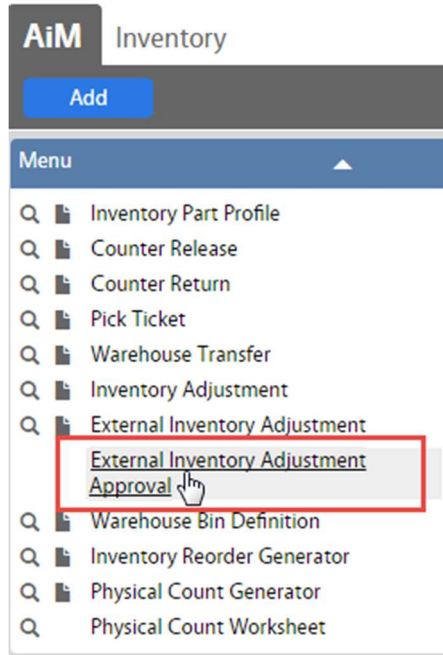 AiM Inventory
Add
Menu
Inventory Part Profile
Counter Release
Counter Return
Pick Ticket
Warehouse Transfer
Inventory Adjustment
External Inventory Adjustment
External Inventory Adjustment
Approval
Warehouse Bin Definition
Inventory Reorder Generator
Physical Count Generator
Physical Count Worksheet